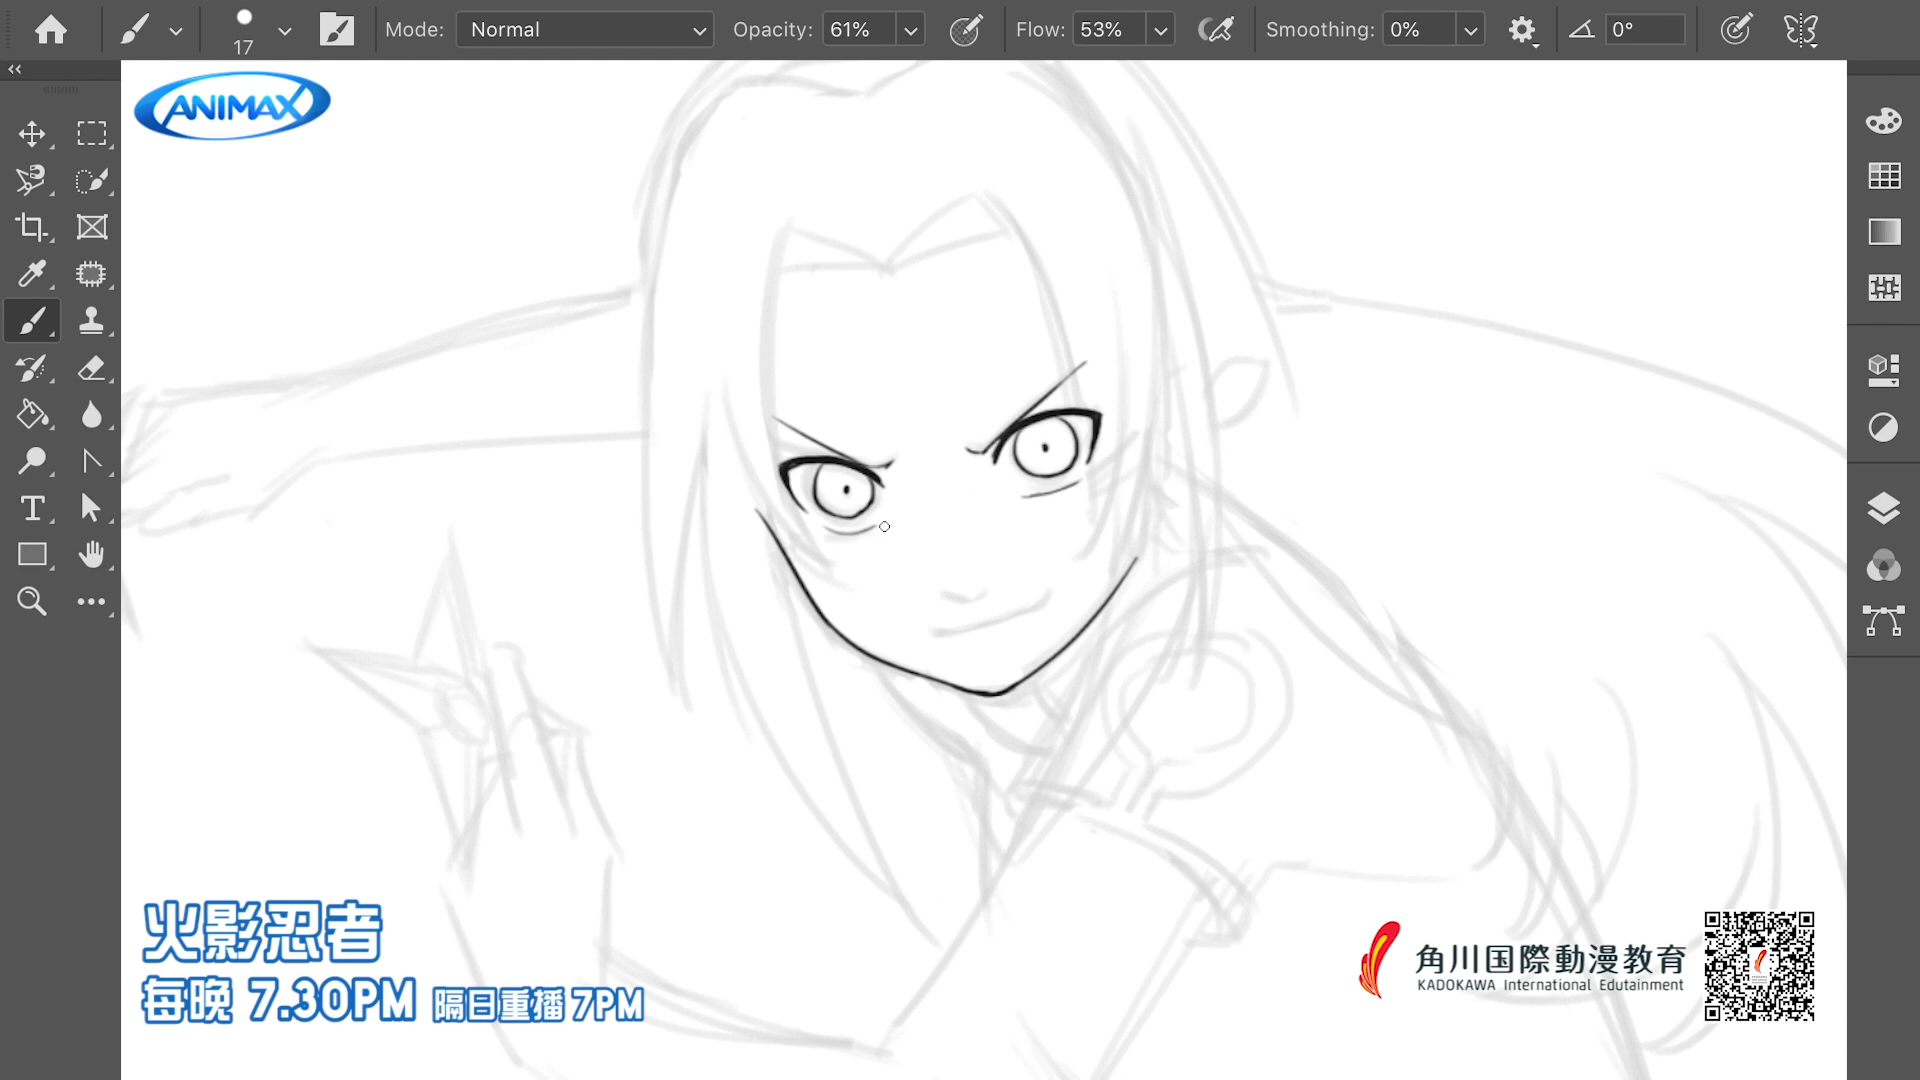 17
Mode: Normal Opacity: 61% Flow: 53% Smoothing: 0% 0°
ANIMAX
火影忍者
每晚 7.30PM 隔日重播 7PM
角川国際動漫教育
KADOKAWA International Edutainment